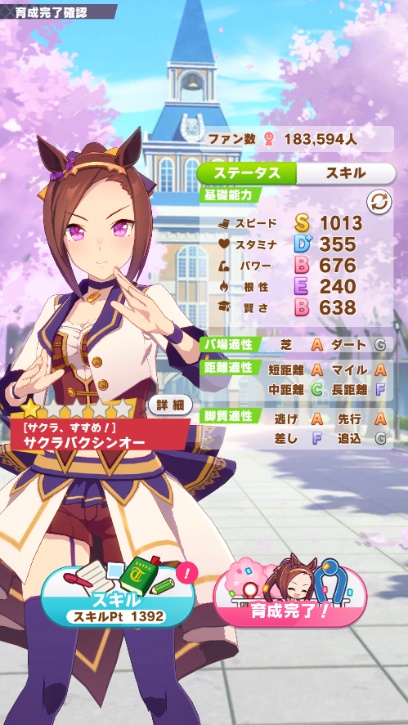 育成完了確認
ファン数 183,594人
ステータス スキル
基礎能力
スピード S 1013
スタミナ D+ 355
パワー B 676
根性 E 240
賢さ B 638
バ場適性 芝 A ダート G
距離適性 短距離 A マイル A
中距離 C 長距離 F
脚質適性 逃げ A 先行 A
差し F 追込 G
詳細
[サクラ、すすめ!]
サクラバクシンオー
スキル
スキルPt 1392
育成完了!